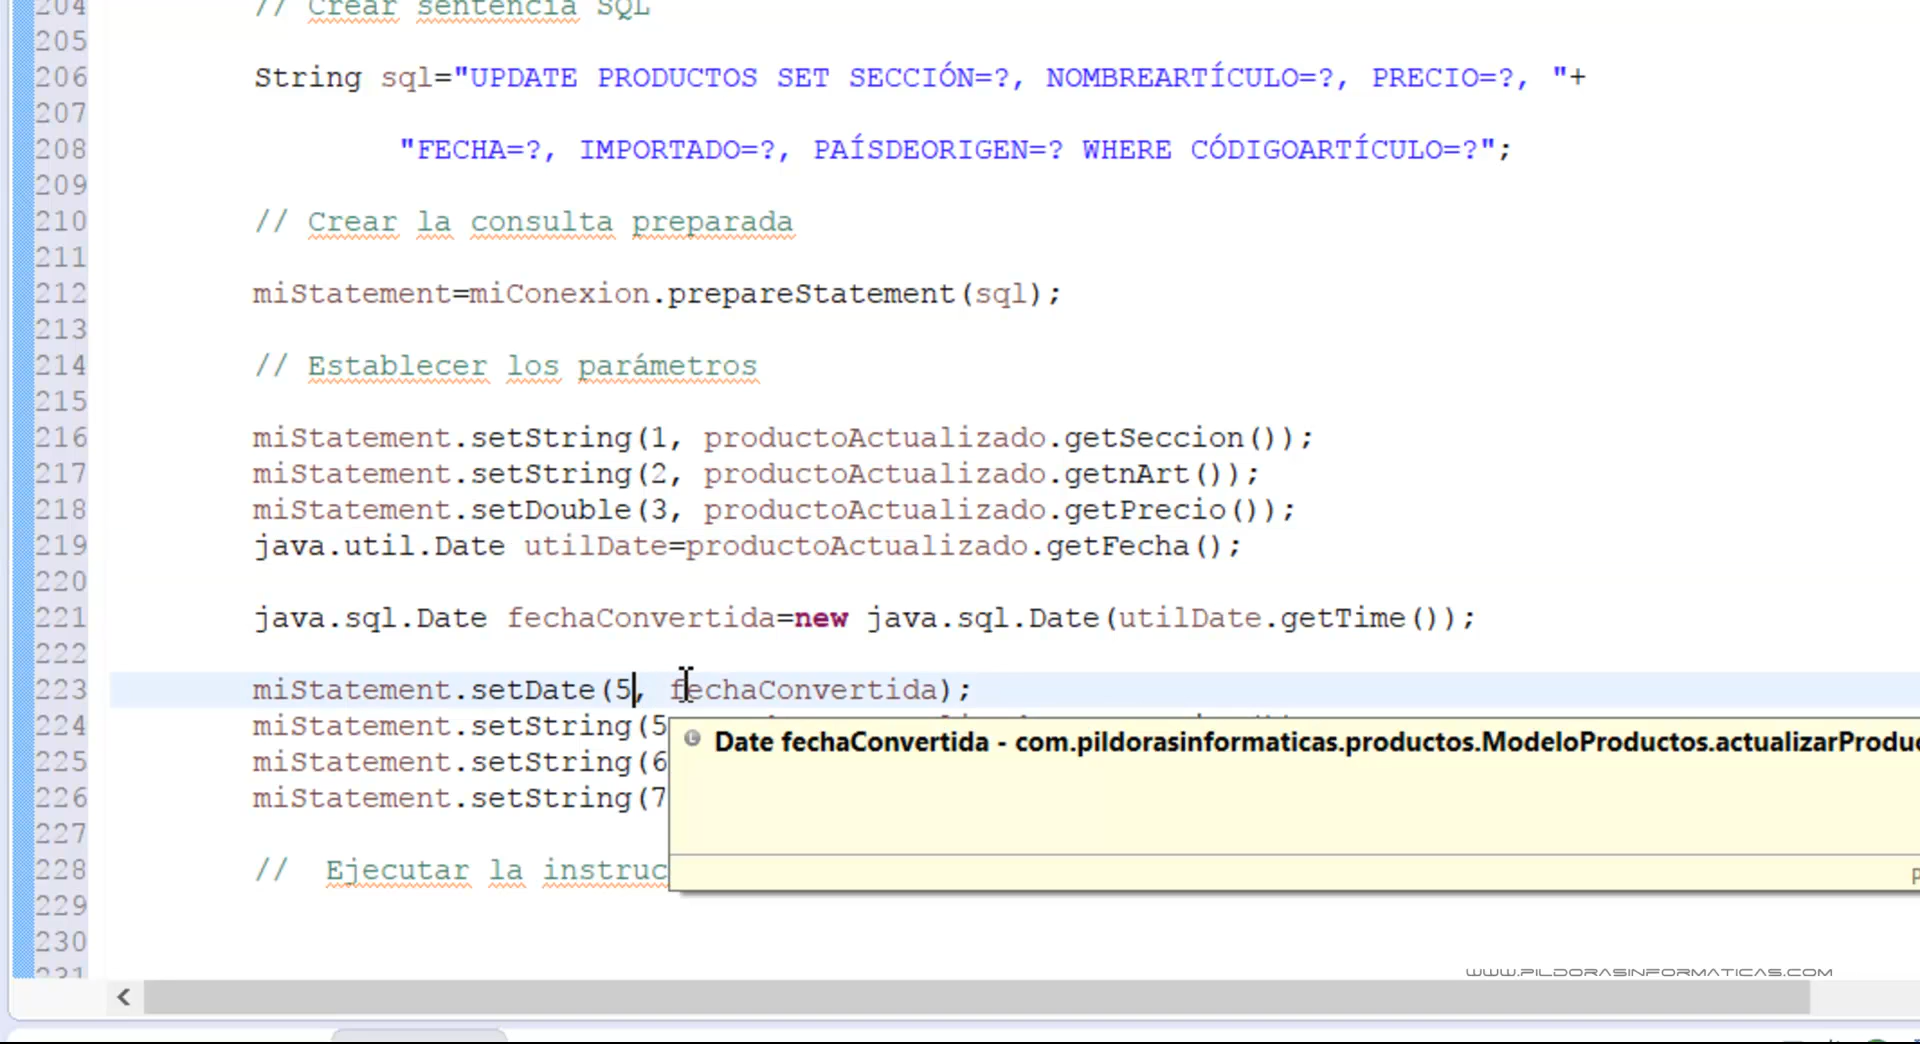 204 // Crear sentencia SQL
205
206 String sql="UPDATE PRODUCTOS SET SECCIÓN=?, NOMBREARTÍCULO=?, PRECIO=?, "+
207
208 "FECHA=?, IMPORTADO=?, PAÍSDEORIGEN=? WHERE CÓDIGOARTÍCULO=?";
209
210 // Crear la consulta preparada
211
212 miStatement=miConexion.prepareStatement(sql);
213
214 // Establecer los parámetros
215
216 miStatement.setString(1, productoActualizado.getSeccion());
217 miStatement.setString(2, productoActualizado.getnArt());
218 miStatement.setDouble(3, productoActualizado.getPrecio());
219 java.util.Date utilDate=productoActualizado.getFecha();
220
221 java.sql.Date fechaConvertida=new java.sql.Date(utilDate.getTime());
222
223 miStatement.setDate(5, fechaConvertida);
224 miStatement.setString(5
Date fechaConvertida - com.pildorasinformaticas.productos.ModeloProductos.actualizarProduc
225 miStatement.setString(6
226 miStatement.setString(7
227
228 // Ejecutar la instruc
229
230
231
WWW.PILDORASINFORMATICAS.COM